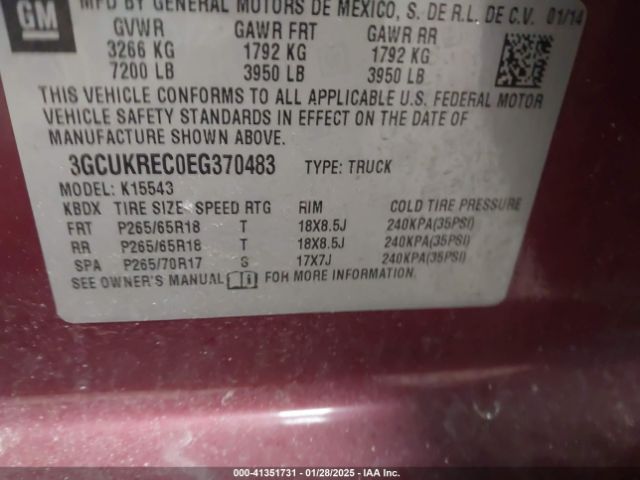 GM
MFD BY GENERAL MOTORS DE MEXICO, S. DE R.L. DE C.V. 01/14
GVWR GAWR FRT GAWR RR
3266 KG 1792 KG 1792 KG
7200 LB 3950 LB 3950 LB
THIS VEHICLE CONFORMS TO ALL APPLICABLE U.S. FEDERAL MOTOR
VEHICLE SAFETY STANDARDS IN EFFECT ON THE DATE OF
MANUFACTURE SHOWN ABOVE.
3GCUKREC0EG370483 TYPE: TRUCK
MODEL: K15543
KBDX TIRE SIZE SPEED RTG RIM COLD TIRE PRESSURE
FRT P265/65R18 T 18X8.5J 240KPA(35PSI)
RR P265/65R18 T 18X8.5J 240KPA(35PSI)
SPA P265/70R17 S 17X7J 240KPA(35PSI)
SEE OWNER'S MANUAL FOR MORE INFORMATION.
000-41351731 | 01/28/2025 - IAA Inc.